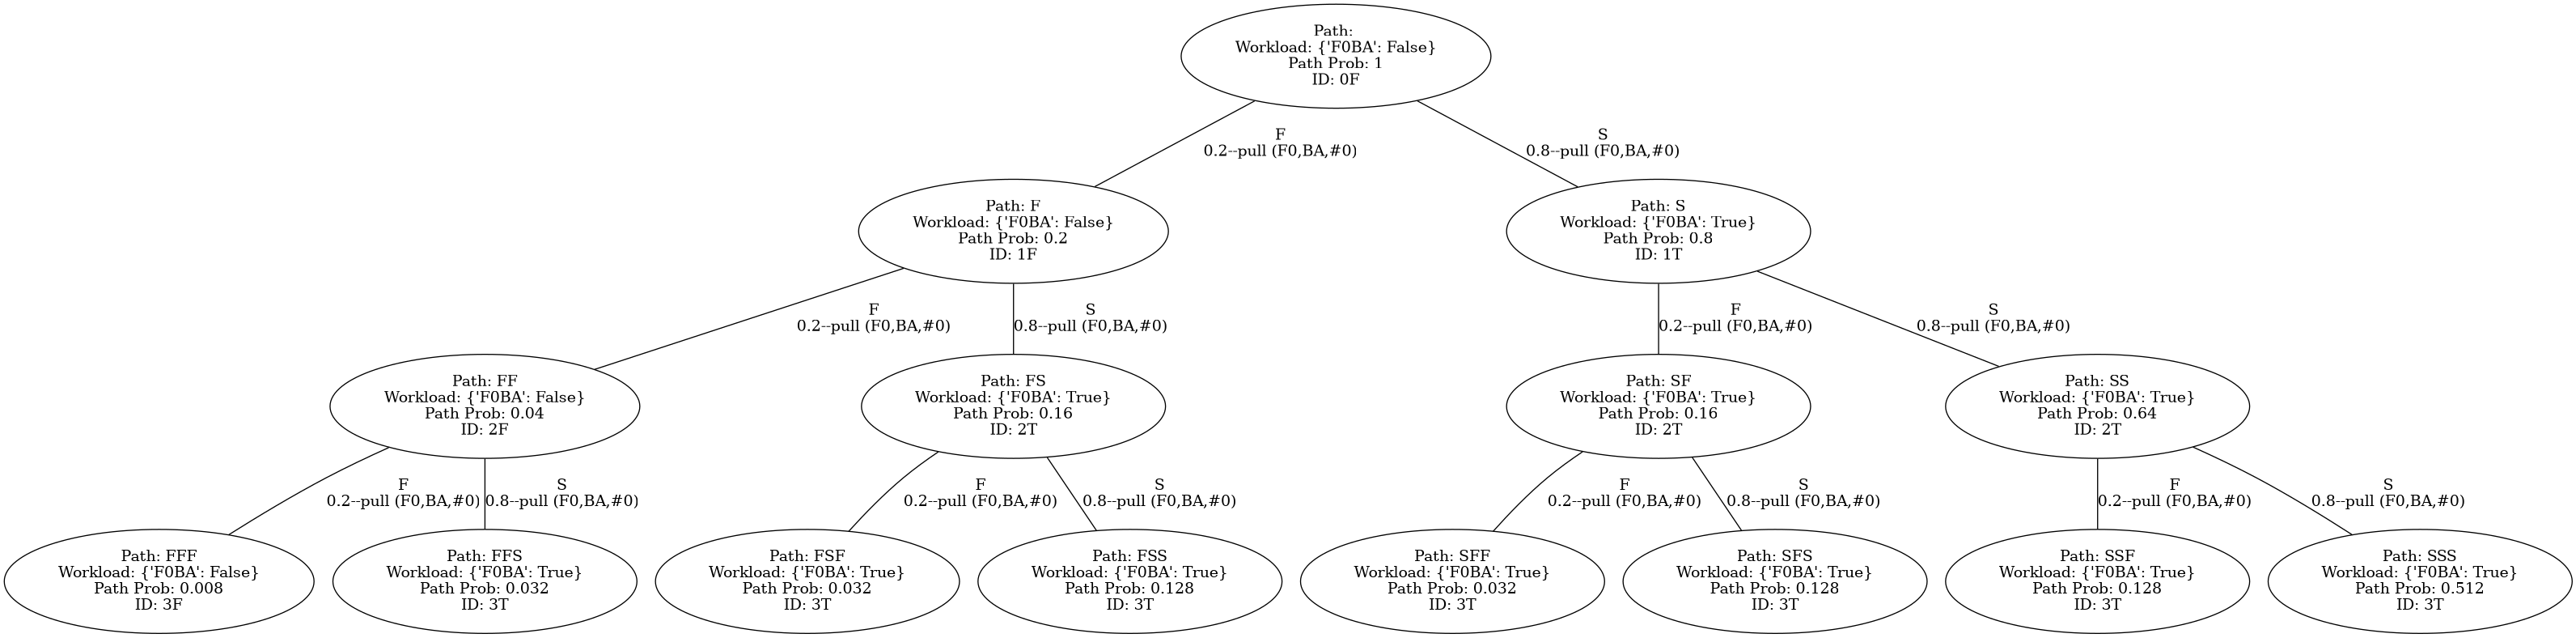 Path:
Workload: {'F0BA': False}
Path Prob: 1
ID: 0F
F
0.2--pull (F0,BA,#0)
S
0.8--pull (F0,BA,#0)
Path: F
Workload: {'F0BA': False}
Path Prob: 0.2
ID: 1F
Path: S
Workload: {'F0BA': True}
Path Prob: 0.8
ID: 1T
F
0.2--pull (F0,BA,#0)
S
0.8--pull (F0,BA,#0)
F
0.2--pull (F0,BA,#0)
S
0.8--pull (F0,BA,#0)
Path: FF
Workload: {'F0BA': False}
Path Prob: 0.04
ID: 2F
Path: FS
Workload: {'F0BA': True}
Path Prob: 0.16
ID: 2T
Path: SF
Workload: {'F0BA': True}
Path Prob: 0.16
ID: 2T
Path: SS
Workload: {'F0BA': True}
Path Prob: 0.64
ID: 2T
F
0.2--pull (F0,BA,#0)
S
0.8--pull (F0,BA,#0)
F
0.2--pull (F0,BA,#0)
S
0.8--pull (F0,BA,#0)
F
0.2--pull (F0,BA,#0)
S
0.8--pull (F0,BA,#0)
F
0.2--pull (F0,BA,#0)
S
0.8--pull (F0,BA,#0)
Path: FFF
Workload: {'F0BA': False}
Path Prob: 0.008
ID: 3F
Path: FFS
Workload: {'F0BA': True}
Path Prob: 0.032
ID: 3T
Path: FSF
Workload: {'F0BA': True}
Path Prob: 0.032
ID: 3T
Path: FSS
Workload: {'F0BA': True}
Path Prob: 0.128
ID: 3T
Path: SFF
Workload: {'F0BA': True}
Path Prob: 0.032
ID: 3T
Path: SFS
Workload: {'F0BA': True}
Path Prob: 0.128
ID: 3T
Path: SSF
Workload: {'F0BA': True}
Path Prob: 0.128
ID: 3T
Path: SSS
Workload: {'F0BA': True}
Path Prob: 0.512
ID: 3T